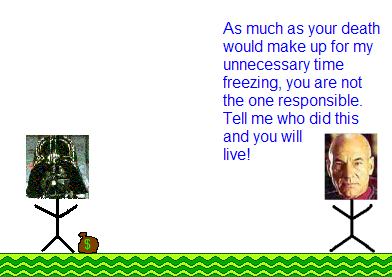 As much as your death
would make up for my
unnecessary time
freezing, you are not
the one responsible.
Tell me who did this
and you will
live!
$